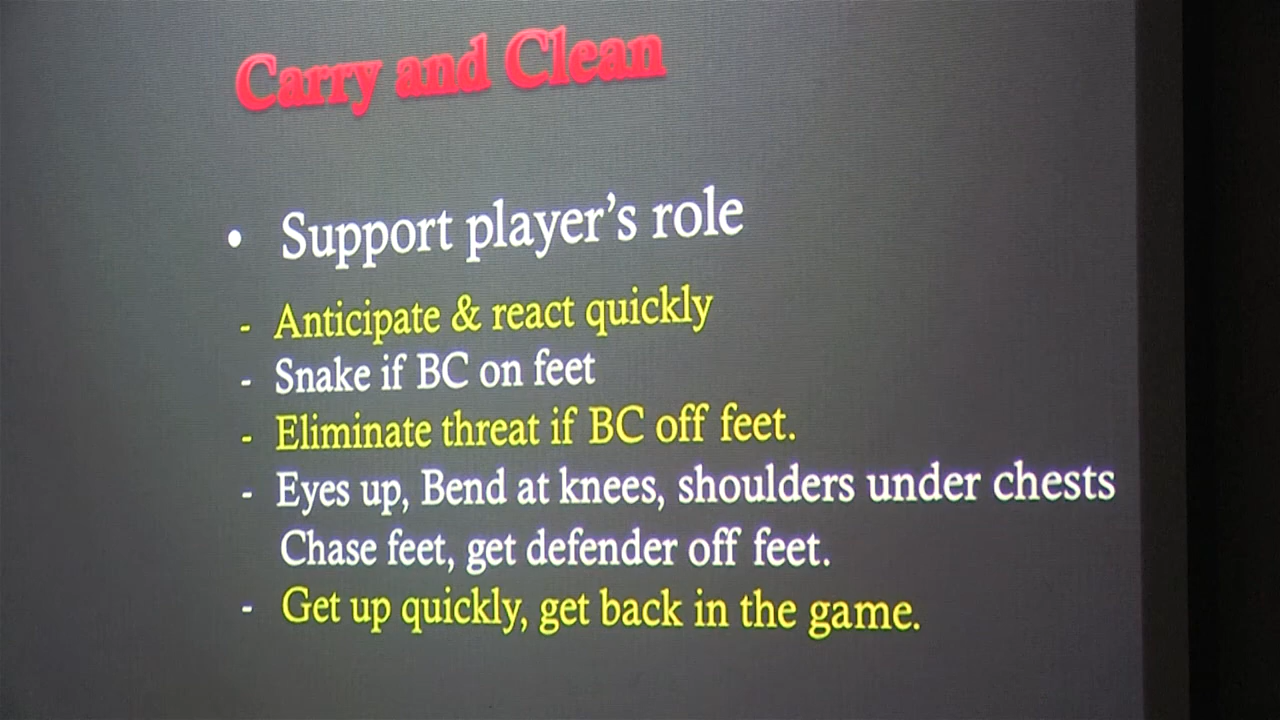 Carry and Clean
• Support player's role
- Anticipate & react quickly
- Snake if BC on feet
- Eliminate threat if BC off feet.
- Eyes up, Bend at knees, shoulders under chests
Chase feet, get defender off feet.
- Get up quickly, get back in the game.